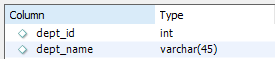 Column Type
dept_id int
dept_name varchar(45)